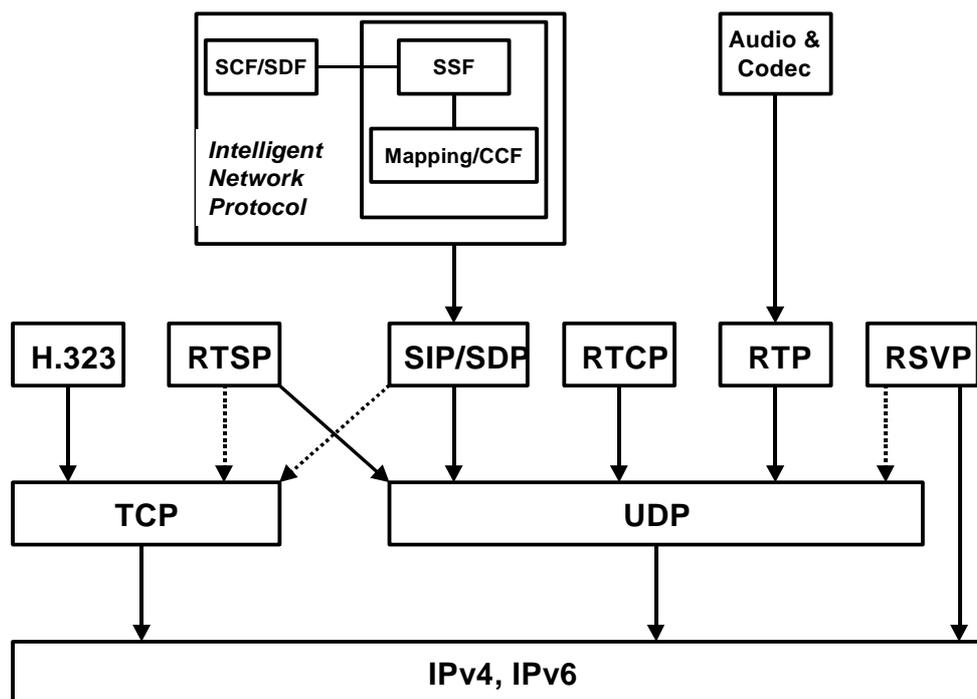 SCF/SDF
SSF
Audio &
Codec
Mapping/CCF
Intelligent
Network
Protocol
H.323
RTSP
SIP/SDP
RTCP
RTP
RSVP
TCP
UDP
IPv4, IPv6